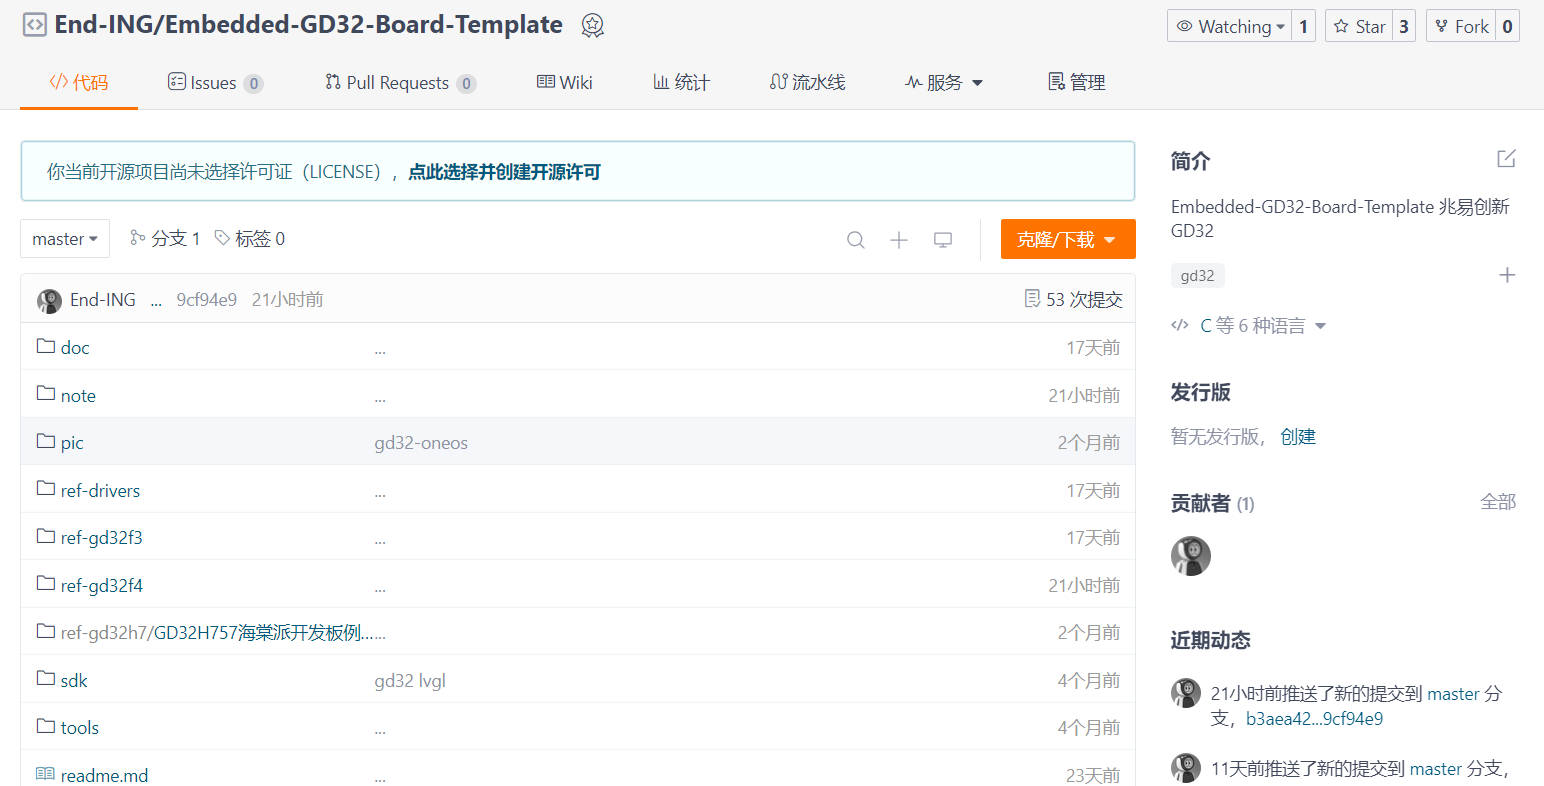 End-ING/Embedded-GD32-Board-Template
Watching 1 Star 3 Fork 0
代码 Issues 0 Pull Requests 0 Wiki 统计 流水线 服务 管理
你当前开源项目尚未选择许可证（LICENSE），点此选择并创建开源许可
master 分支 1 标签 0 克隆/下载
End-ING ... 9cf94e9 21小时前 53 次提交
doc ... 17天前
note ... 21小时前
pic gd32-oneos 2个月前
ref-drivers ... 17天前
ref-gd32f3 ... 17天前
ref-gd32f4 ... 21小时前
ref-gd32h7/GD32H757海棠派开发板例... ... 2个月前
sdk gd32 lvgl 4个月前
tools ... 4个月前
readme.md ... 23天前
简介
Embedded-GD32-Board-Template 兆易创新
GD32
gd32
C 等 6 种语言
发行版
暂无发行版，创建
贡献者 (1) 全部
近期动态
21小时前推送了新的提交到 master 分
支，b3aea42...9cf94e9
11天前推送了新的提交到 master 分支，